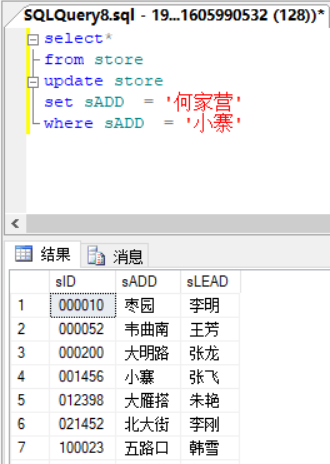 SQLQuery8.sql - 19...1605990532 (128))*
select*
from store
update store
set sADD = '何家营'
where sADD = '小寨'
结果 消息
sID sADD sLEAD
1 000010 枣园 李明
2 000052 韦曲南 王芳
3 000200 大明路 张龙
4 001456 小寨 张飞
5 012398 大雁搭 朱艳
6 021452 北大街 李刚
7 100023 五路口 韩雪